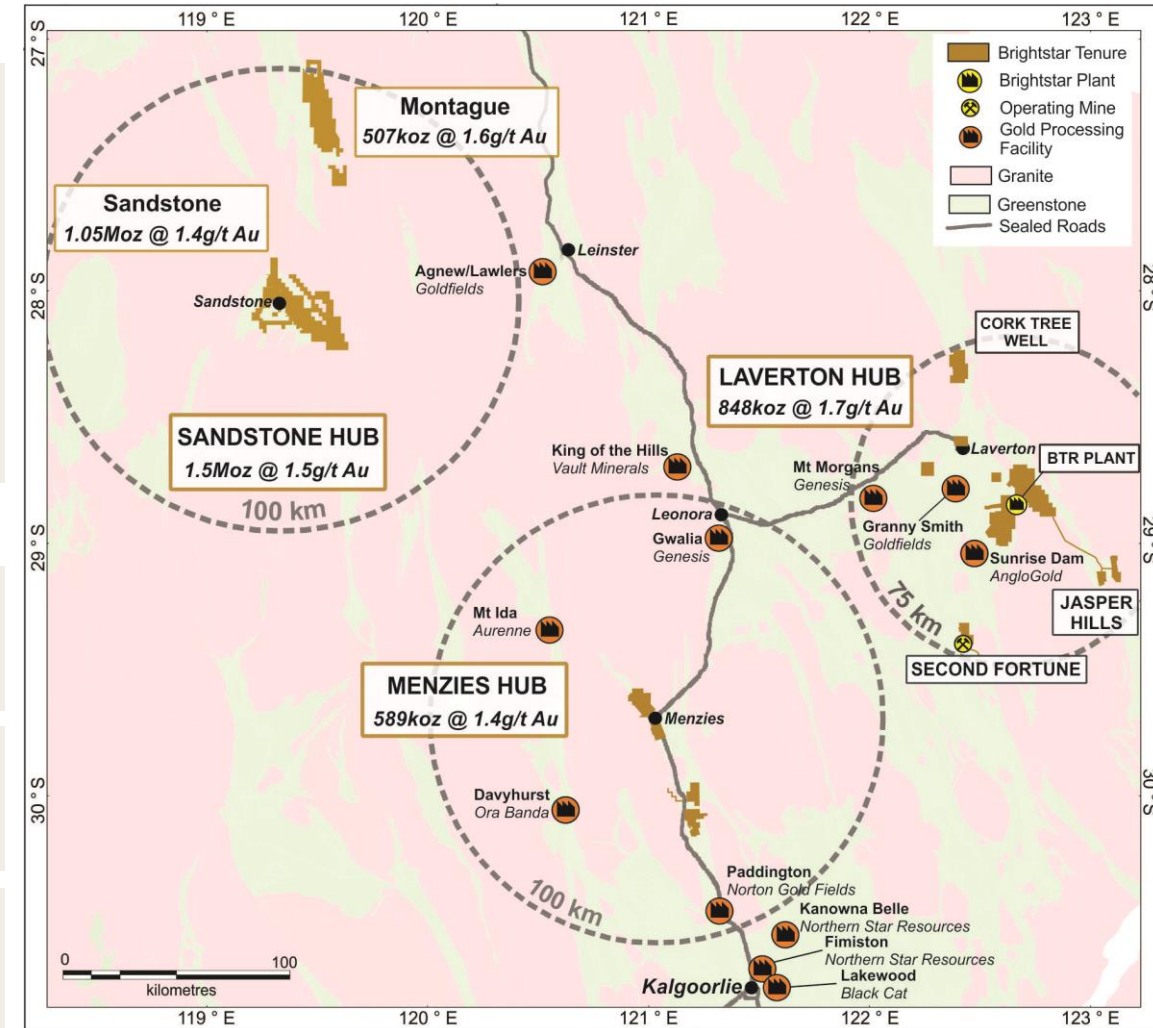 119 ° E
120 ° E
121 ° E
122 ° E
123 ° E
27° S
Brightstar Tenure
Brightstar Plant
Operating Mine
Gold Processing
Facility
Granite
Greenstone
Sealed Roads
Montague
507koz @ 1.6g/t Au
Sandstone
1.05Moz @ 1.4g/t Au
Leinster
Agnew/Lawlers
Goldfields
28° S
28° S
Sandstone
CORK TREE
WELL
LAVERTON HUB
848koz @ 1.7g/t Au
SANDSTONE HUB
1.5Moz @ 1.5g/t Au
100 km
King of the Hills
Vault Minerals
Laverton
BTR PLANT
Mt Morgans
Genesis
Leonora
Gwalia
Genesis
Granny Smith
Goldfields
29° S
29° S
Sunrise Dam
AngloGold
75 km
JASPER
HILLS
Mt Ida
Aurenne
SECOND FORTUNE
MENZIES HUB
589koz @ 1.4g/t Au
Menzies
30° S
30° S
Davyhurst
Ora Banda
100 km
Paddington
Norton Gold Fields
Kanowna Belle
Northern Star Resources
Fimiston
Northern Star Resources
Lakewood
Black Cat
Kalgoorlie
0
100
kilometres
119 ° E
120 ° E
121 ° E
122 ° E
123 ° E